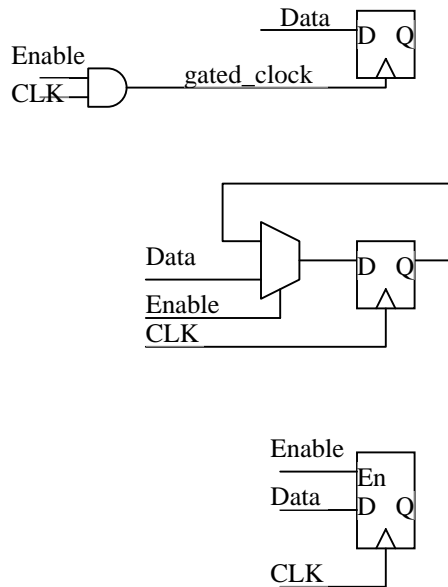 Data
D Q
Enable
CLK
gated_clock
Data
D Q
Enable
CLK
Enable
En
Data
D Q
CLK